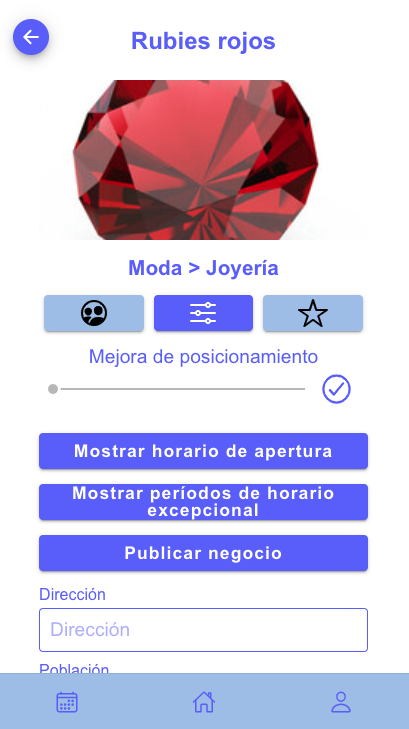 Rubies rojos
Moda > Joyería
Mejora de posicionamiento
Mostrar horario de apertura
Mostrar períodos de horario
excepcional
Publicar negocio
Dirección
Dirección
Población